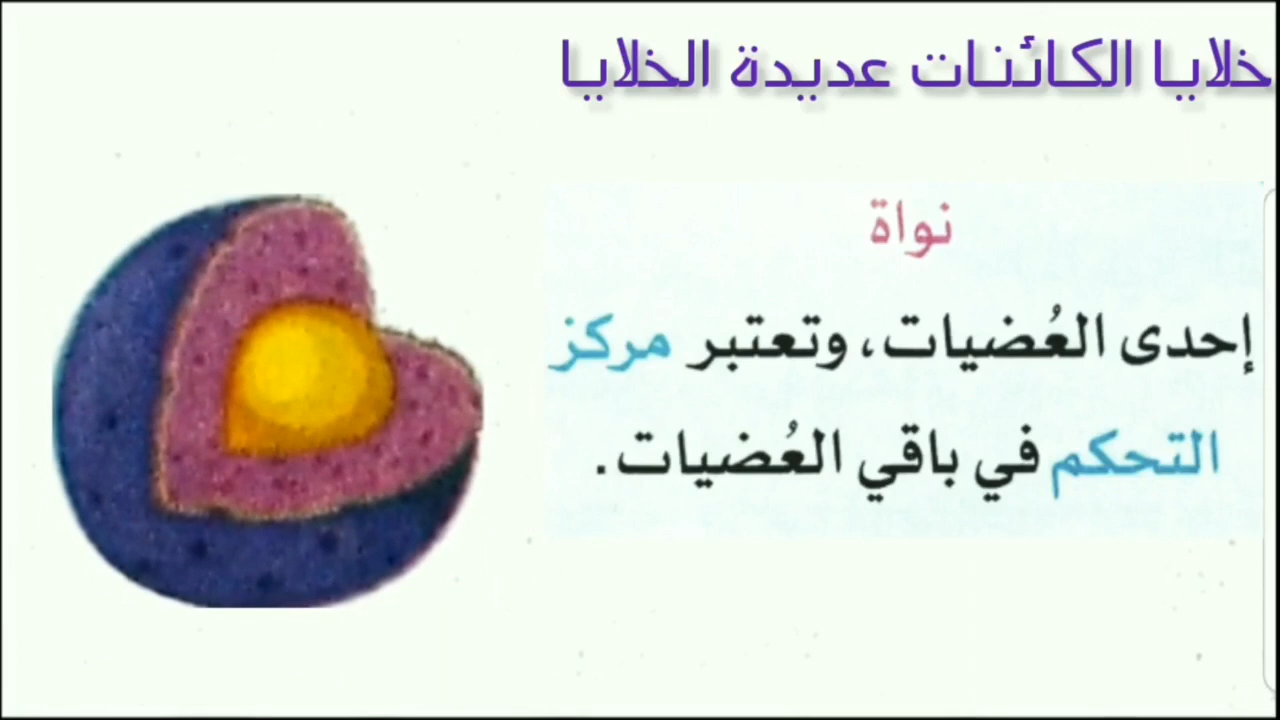 خلايا الكائنات عديدة الخلايا
نواة
إحدى العُضيات، وتعتبر مركز
التحكم في باقي العُضيات.